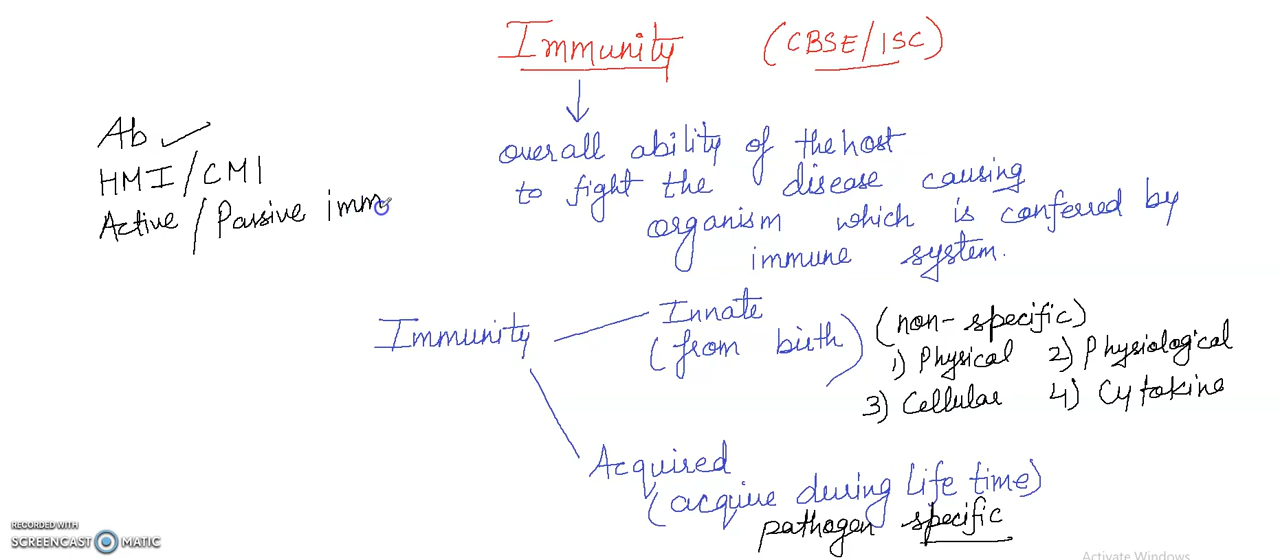 Immunity (CBSE/ISC)
Ab
HMI/CMI
Active / Passive imm
overall ability of the host
to fight the disease causing
organism which is conferred by
immune system.
Immunity
Innate
(from birth)
(non-specific)
1) Physical 2) Physiological
3) Cellular 4) Cytokine
Acquired
(acquire during life time)
pathogen specific
RECORDED WITH
SCREENCAST MATIC
Activate Windows